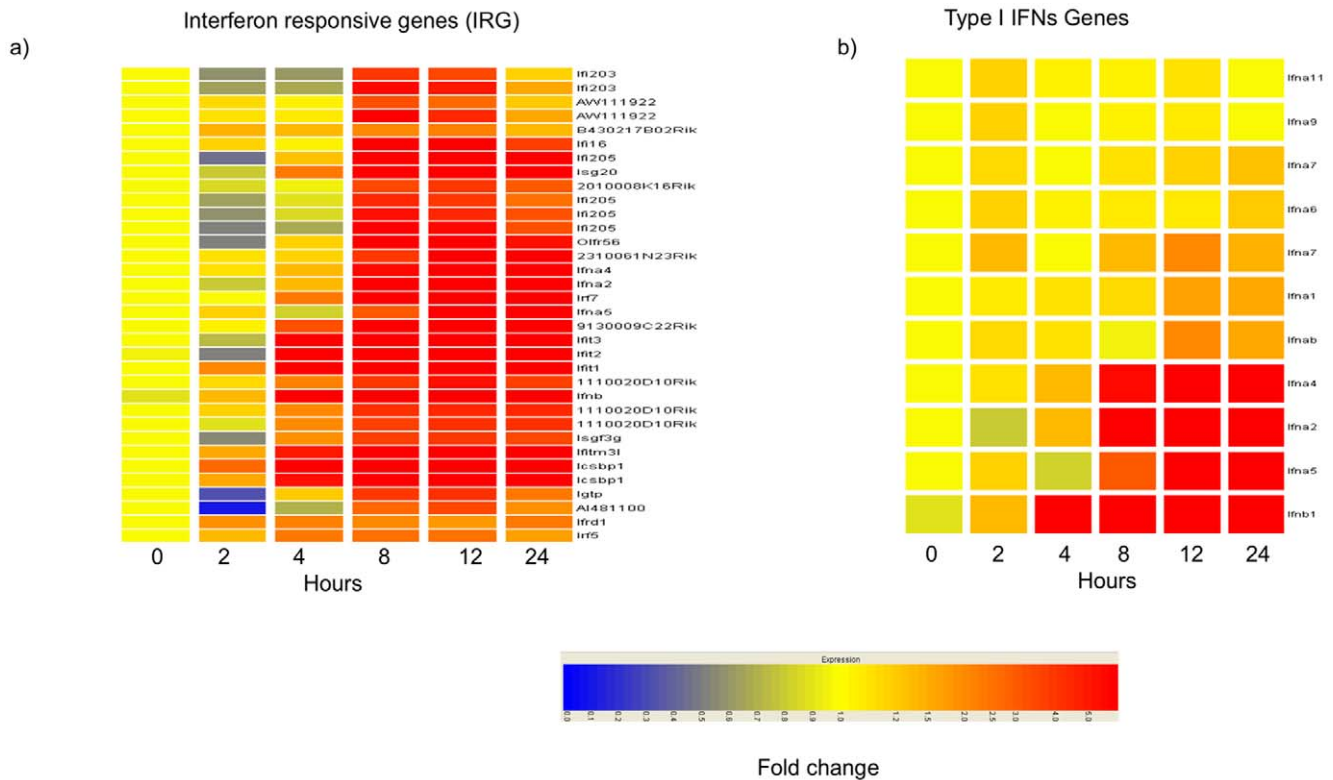 Interferon responsive genes (IRG)
a)
Ifi203
Ifi203
AW111922
AW111922
B430217B02Rik
Ifi16
Ifi205
Isg20
2010008K16Rik
Ifi205
Ifi205
Ifi205
Olfr56
2310061N23Rik
Ifna4
Ifna2
Irf7
Ifna5
9130009C22Rik
Ifit3
Ifit2
Ifit1
1110020D10Rik
Ifnb
1110020D10Rik
1110020D10Rik
Isgf3g
Ifitm3l
Icsbp1
Icsbp1
Igtp
AI481100
Ifrd1
Irf5
0 2 4 8 12 24
Hours
Type I IFNs Genes
b)
Ifna11
Ifna9
Ifna7
Ifna6
Ifna7
Ifna1
Ifnab
Ifna4
Ifna2
Ifna5
Ifnb1
0 2 4 8 12 24
Hours
Expression
0.0 0.1 0.2 0.3 0.4 0.5 0.6 0.7 0.8 0.9 1.0 1.2 1.5 2.0 2.5 3.0 4.0 5.0
Fold change